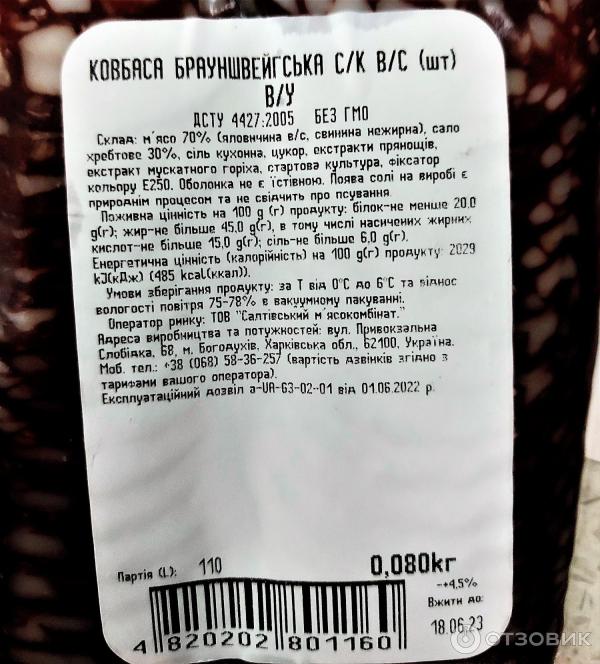 КОВБАСА БРАУНШВЕЙГСЬКА С/К В/С (шт)
В/У
ДСТУ 4427:2005 БЕЗ ГМО
Склад: м'ясо 70% (яловичина в/с, свинина нежирна), сало
хребтове 30%, сіль кухонна, цукор, екстракти прянощів,
екстракт мускатного горіха, стартова культура, фіксатор
кольору Е250. Оболонка не є їстівною. Поява солі на виробі є
природнім процесом та не свідчить про псування.
Поживна цінність на 100 g (г) продукту: білок-не менше 20.0
g(г); жир-не більше 45,0 g(г), в тому числі насичених жирних
кислот-не більше 15,0 g(г); сіль-не більше 6,0 g(г).
Енергетична цінність (калорійність) на 100 g(г) продукту: 2029
kJ(кДж) (485 kcal(ккал)).
Умови зберігання продукту: за Т від 0°С до 6°С та віднос
вологості повітря 75-78% в вакуумному пакуванні.
Оператор ринку: ТОВ "Салтівський м'ясокомбінат."
Адреса виробництва та потужностей: вул. Привокзальна
Слобідка, 68, м. Богодухів, Харківська обл., 62100, Україна.
Моб. тел.: +38 (068) 58-36-257 (вартість дзвінків згідно з
тарифами вашого оператора).
Експлуатаційний дозвіл a-UA-63-02-01 від 01.06.2022 р.
Партія (L): 110 0,080кг
-+4,5%
Вжити до:
18.06.23
4 820202 801160
ОТЗОВИК